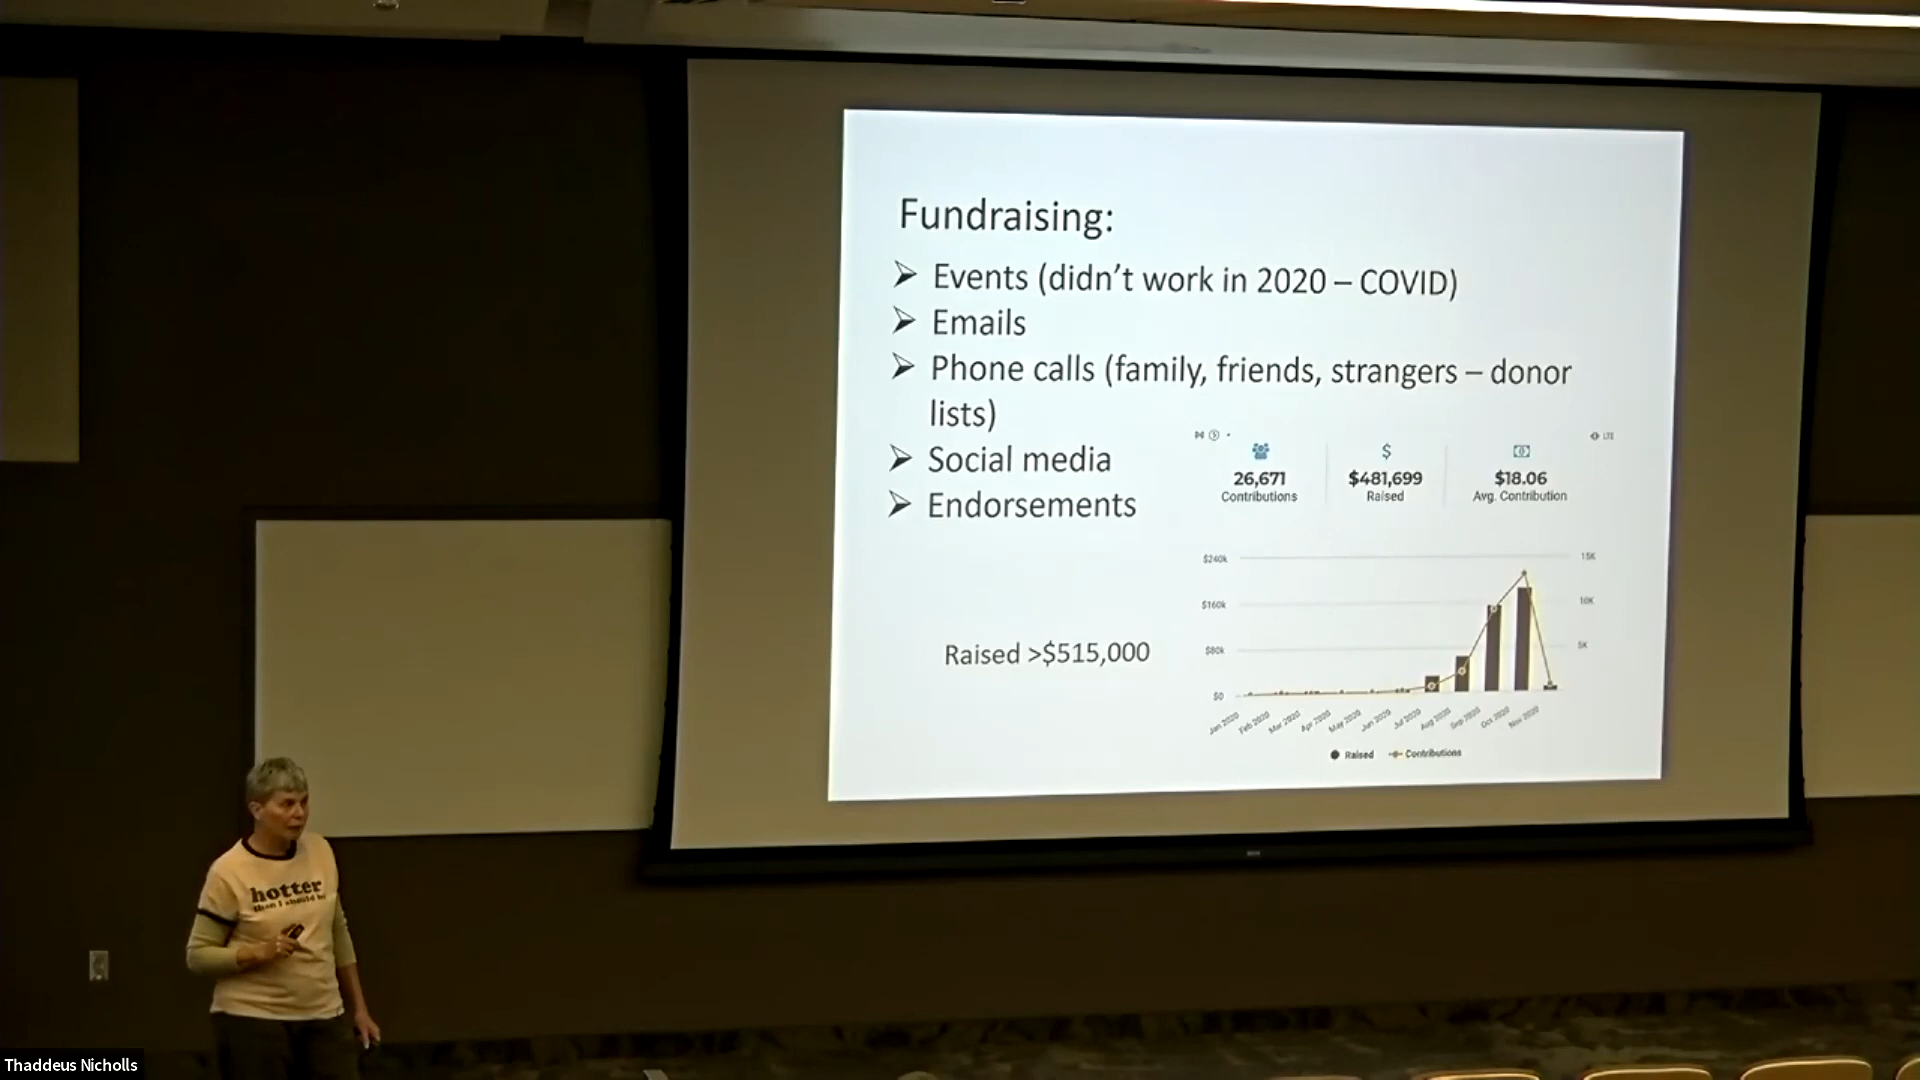 Fundraising:
➢ Events (didn't work in 2020 – COVID)
➢ Emails
➢ Phone calls (family, friends, strangers – donor
lists)
➢ Social media
➢ Endorsements
Raised >$515,000
26,671
Contributions
$481,699
Raised
$18.06
Avg. Contribution
$240k
$160k
$80k
$0
15K
10K
5K
Jan 2020
Feb 2020
Mar 2020
Apr 2020
May 2020
Jun 2020
Jul 2020
Aug 2020
Sep 2020
Oct 2020
Nov 2020
Raised
Contributions
hotter
than I should be
Thaddeus Nicholls